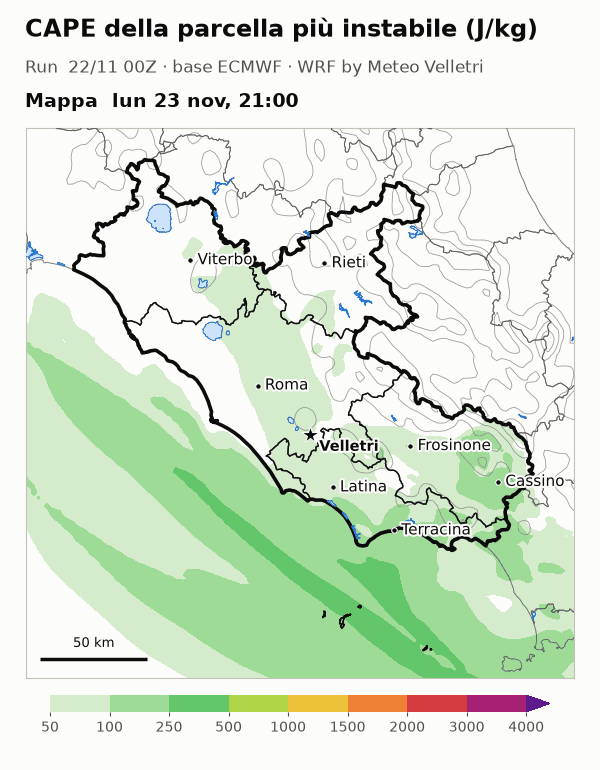 CAPE della parcella più instabile (J/kg)
Run  22/11 00Z · base ECMWF · WRF by Meteo Velletri
Mappa  lun 23 nov, 21:00
Viterbo
Rieti
Roma
Velletri
Frosinone
Cassino
Latina
Terracina
50 km
50 100 250 500 1000 1500 2000 3000 4000